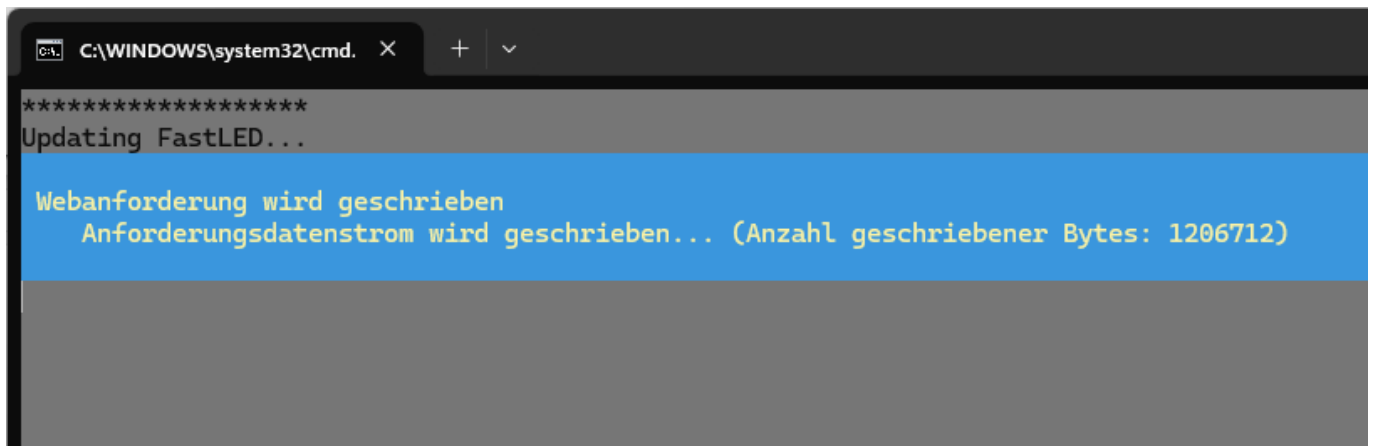 C:\WINDOWS\system32\cmd.
*******************
Updating FastLED...
Webanforderung wird geschrieben
Anforderungsdatenstrom wird geschrieben... (Anzahl geschriebener Bytes: 1206712)